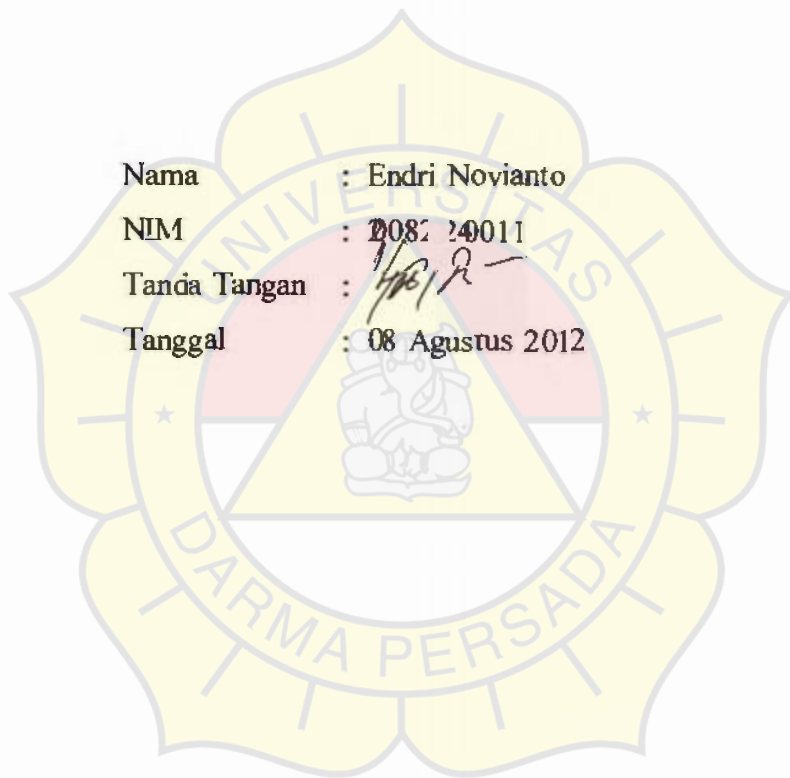 Nama : Endri Novianto
NIM :
Tanda Tangan :
Tanggal : 08 Agustus 2012
UNIVERSITAS
DARMA PERSADA